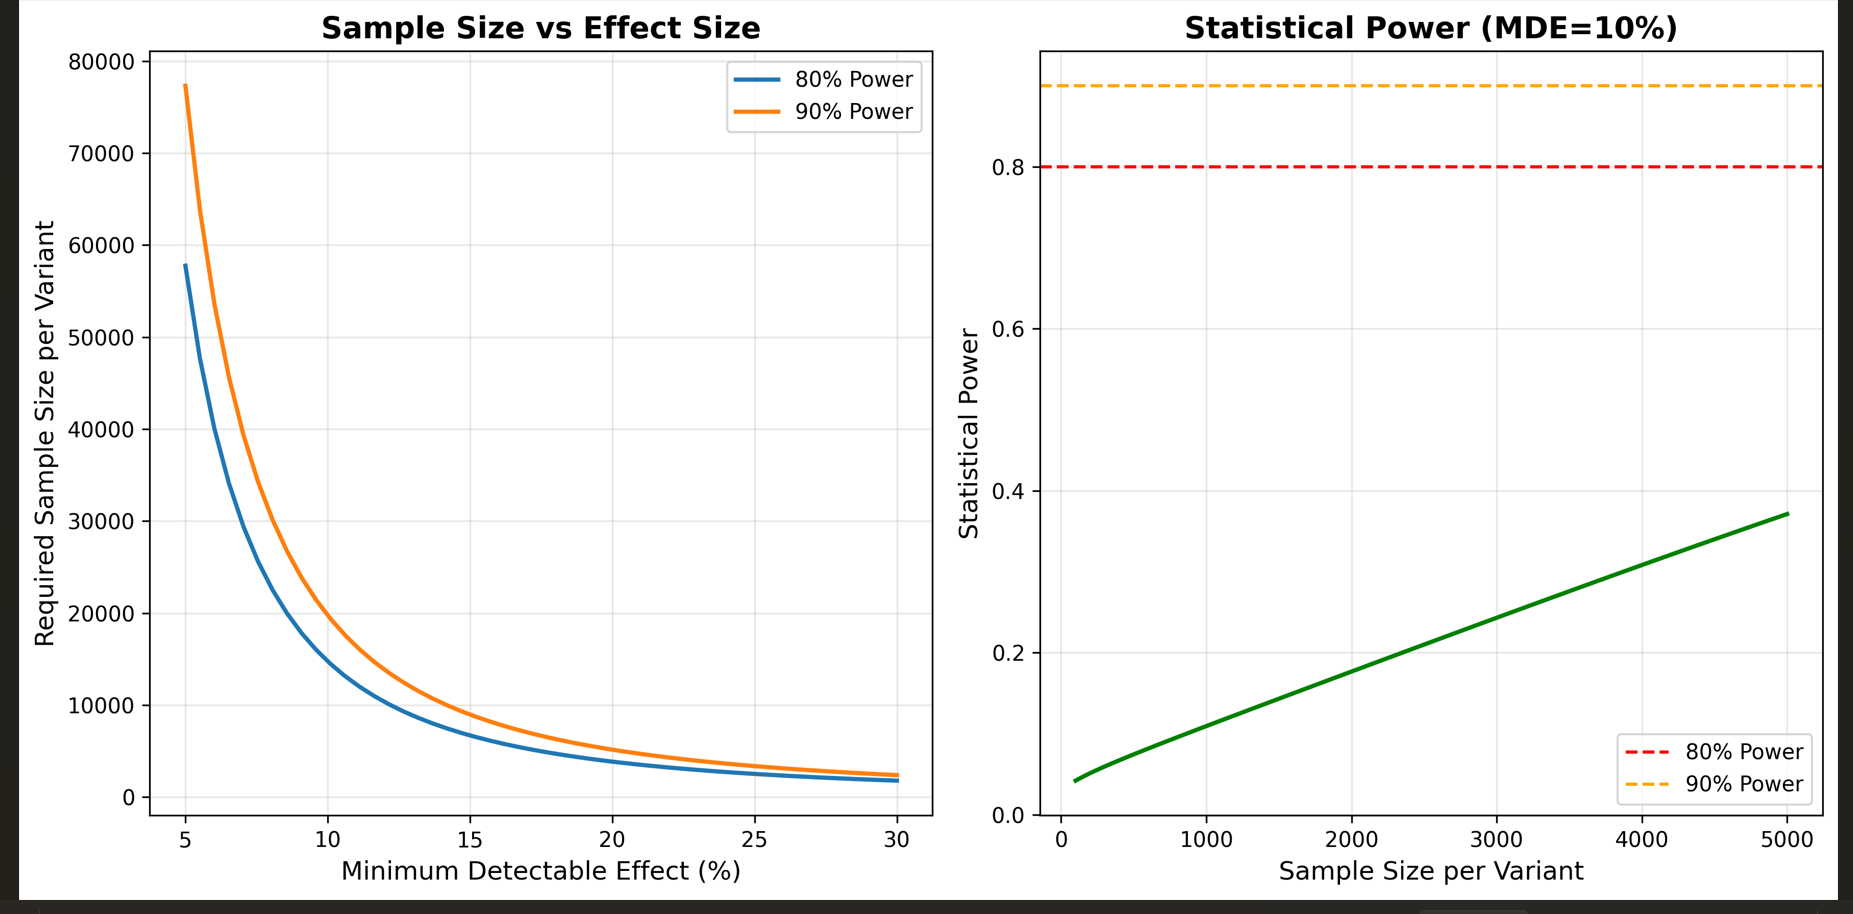 Sample Size vs Effect Size
80000
70000
60000
50000
40000
30000
20000
10000
0
Required Sample Size per Variant
80% Power
90% Power
5 10 15 20 25 30
Minimum Detectable Effect (%)
Statistical Power (MDE=10%)
0.8
0.6
0.4
0.2
0.0
Statistical Power
80% Power
90% Power
0 1000 2000 3000 4000 5000
Sample Size per Variant